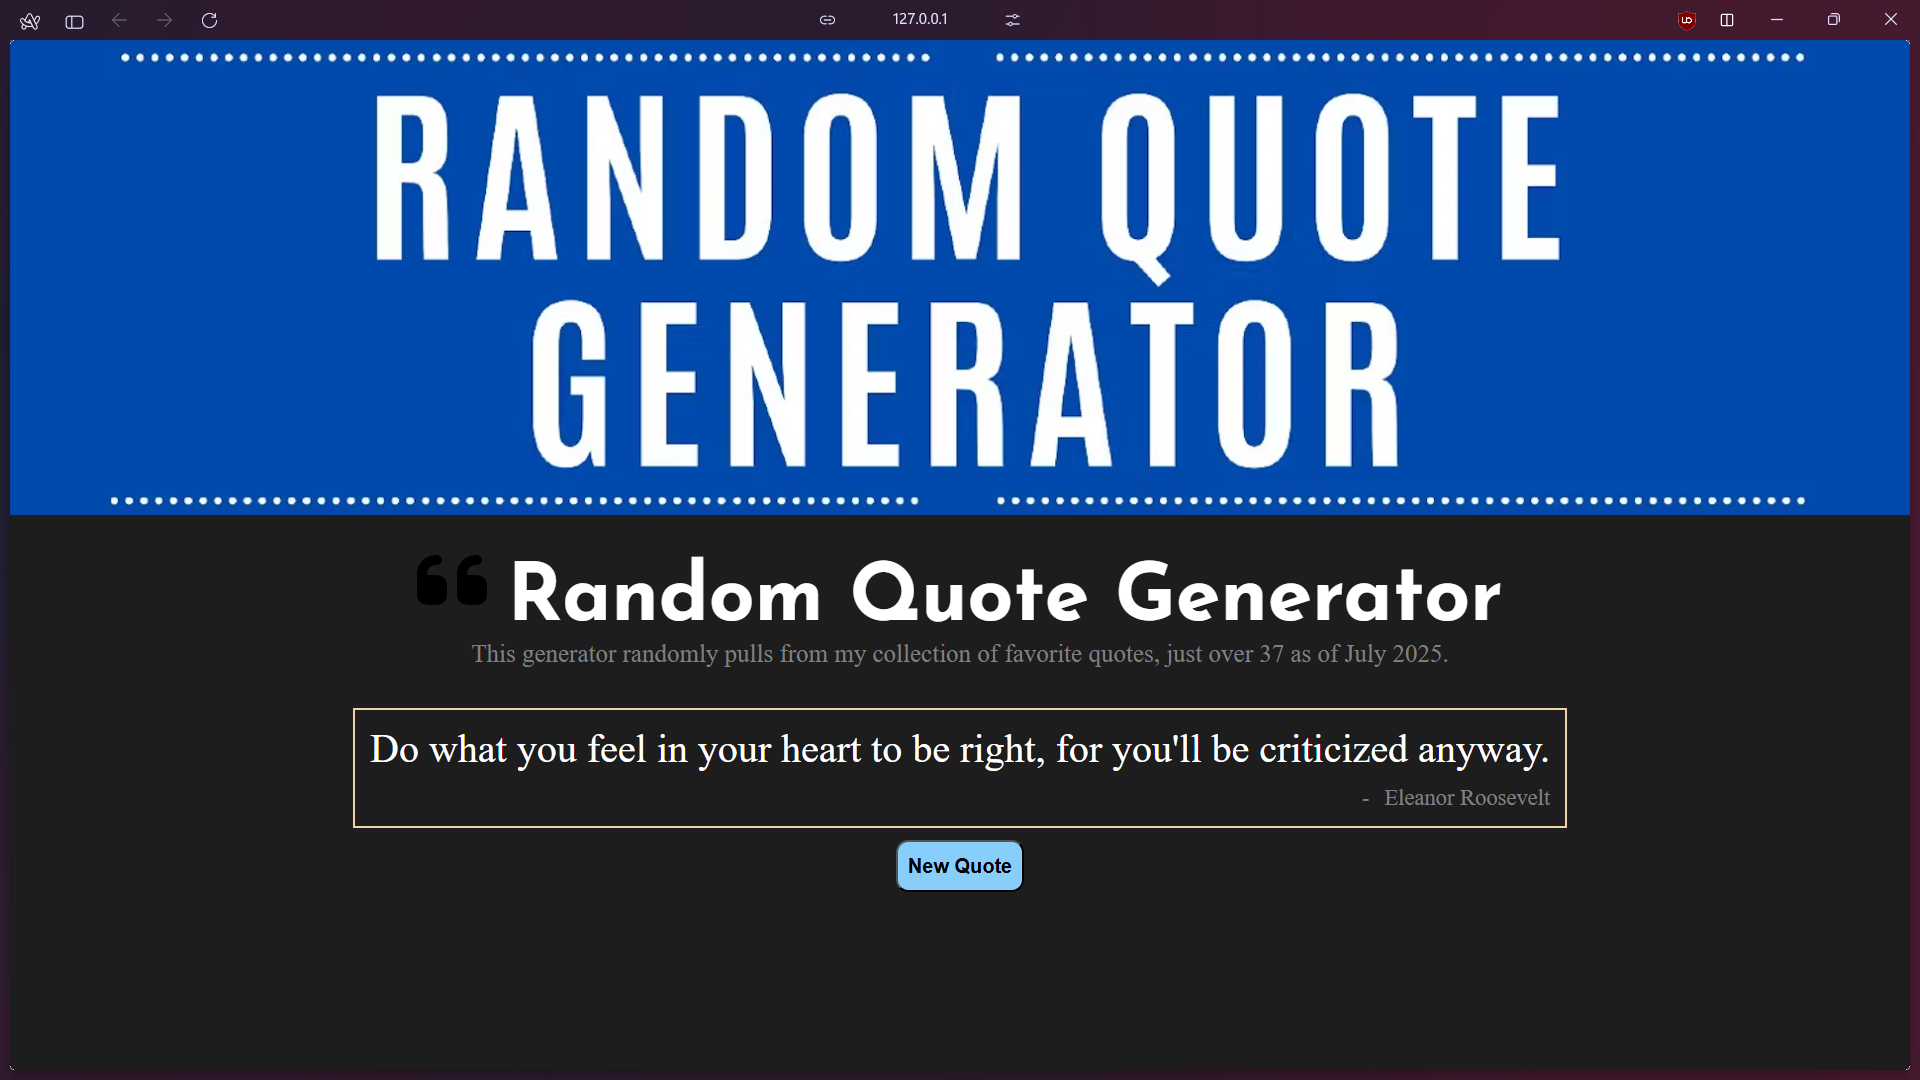 127.0.0.1
RANDOM QUOTE
GENERATOR
Random Quote Generator
This generator randomly pulls from my collection of favorite quotes, just over 37 as of July 2025.
Do what you feel in your heart to be right, for you'll be criticized anyway.
- Eleanor Roosevelt
New Quote